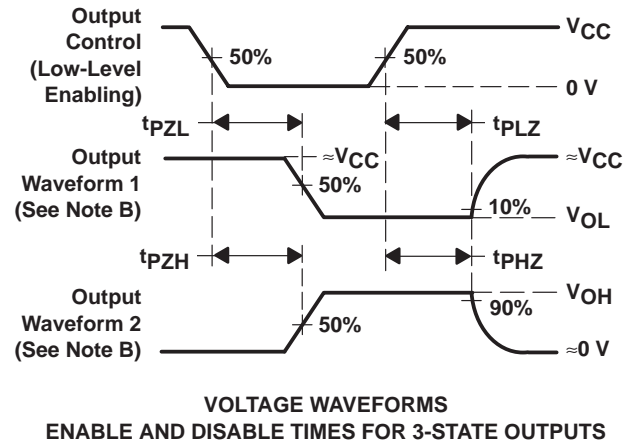 Output
Control
(Low-Level
Enabling)
50%
50%
VCC
0 V
tPZL
tPLZ
Output
Waveform 1
(See Note B)
≈VCC
50%
10%
≈VCC
VOL
tPZH
tPHZ
Output
Waveform 2
(See Note B)
50%
90%
VOH
≈0 V
VOLTAGE WAVEFORMS
ENABLE AND DISABLE TIMES FOR 3-STATE OUTPUTS